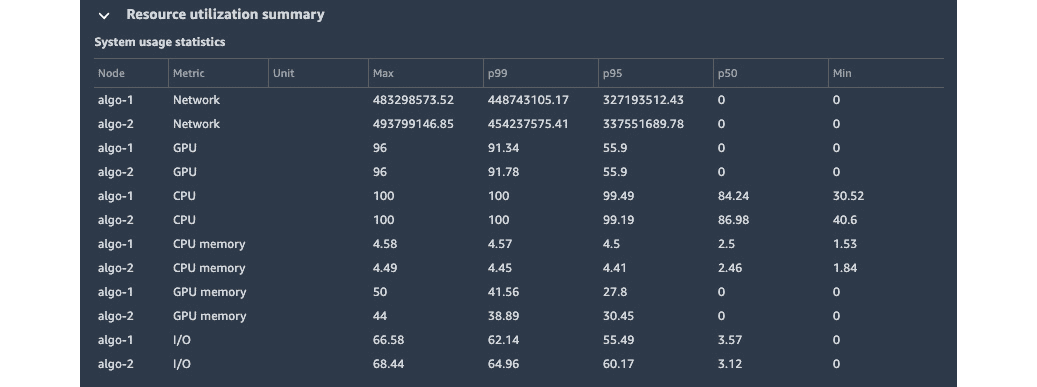 Resource utilization summary
System usage statistics
Node Metric Unit Max p99 p95 p50 Min
algo-1 Network 483298573.52 448743105.17 327193512.43 0 0
algo-2 Network 493799146.85 454237575.41 337551689.78 0 0
algo-1 GPU 96 91.34 55.9 0 0
algo-2 GPU 96 91.78 55.9 0 0
algo-1 CPU 100 100 99.49 84.24 30.52
algo-2 CPU 100 100 99.19 86.98 40.6
algo-1 CPU memory 4.58 4.57 4.5 2.5 1.53
algo-2 CPU memory 4.49 4.45 4.41 2.46 1.84
algo-1 GPU memory 50 41.56 27.8 0 0
algo-2 GPU memory 44 38.89 30.45 0 0
algo-1 I/O 66.58 62.14 55.49 3.57 0
algo-2 I/O 68.44 64.96 60.17 3.12 0